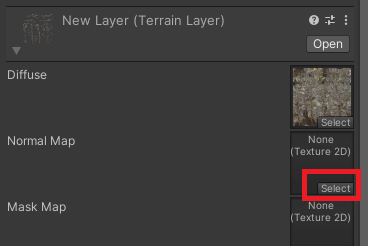 New Layer (Terrain Layer)
Open
Diffuse
Select
Normal Map
None
(Texture 2D)
Select
Mask Map
None
(Texture 2D)